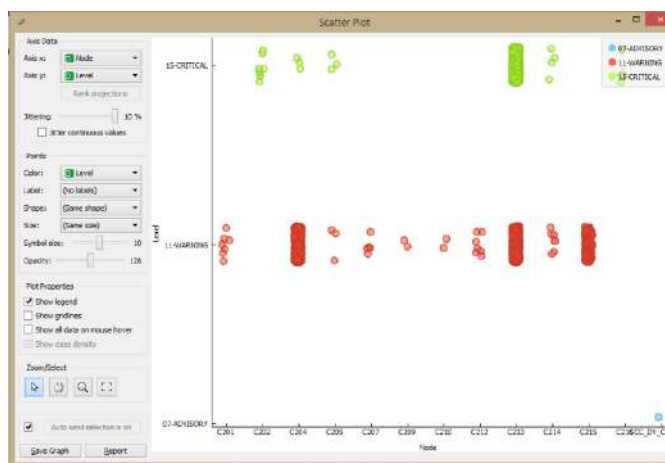 Scatter Plot
Axis Data
Axis x: Node
Axis y: Level
Rank projections
Jittering: 10 %
Jitter continuous values
Points
Color: Level
Label: (No labels)
Shape: (Same shape)
Size: (Same size)
Symbol size: 10
Opacity: 128
Plot Properties
Show legend
Show gridlines
Show all data on mouse hover
Show class density
Zoom/Select
Auto send selection is on
Save Graph Report
15-CRITICAL
11-WARNING
07-ADVISORY
Level
07-ADVISORY
11-WARNING
15-CRITICAL
C201 C202 C204 C207 C209 C210 C212 C213 C214 C215
Node